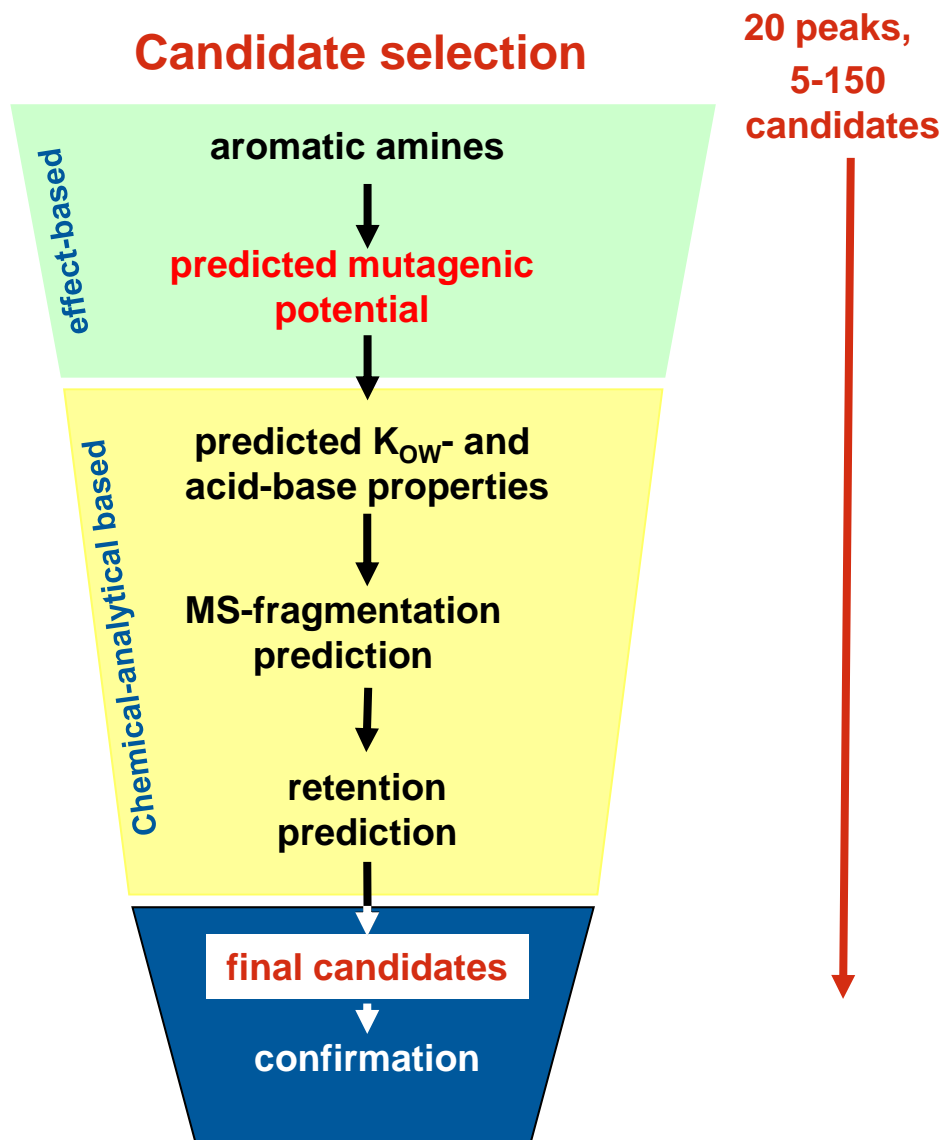 Candidate selection
20 peaks,
5-150
candidates
effect-based
aromatic amines
predicted mutagenic
potential
Chemical-analytical based
predicted KOW- and
acid-base properties
MS-fragmentation
prediction
retention
prediction
final candidates
confirmation